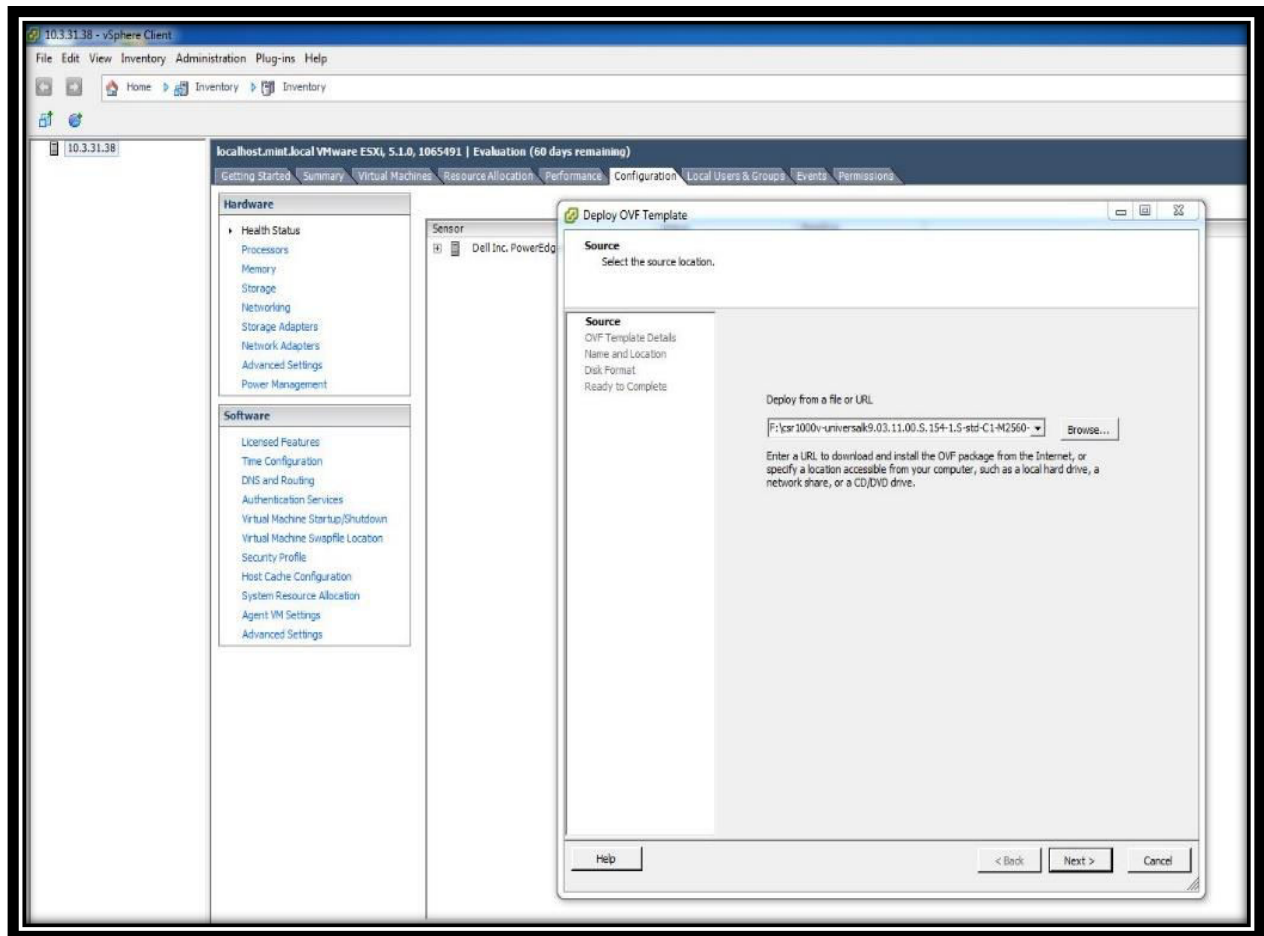 10.3.31.38 - vSphere Client
File Edit View Inventory Administration Plug-ins Help
Home Inventory Inventory
10.3.31.38
localhost.mint.local VMware ESXi, 5.1.0, 1065491 | Evaluation (60 days remaining)
Getting Started Summary Virtual Machines Resource Allocation Performance Configuration Local Users & Groups Events Permissions
Hardware
Health Status
Processors
Memory
Storage
Networking
Storage Adapters
Network Adapters
Advanced Settings
Power Management
Software
Licensed Features
Time Configuration
DNS and Routing
Authentication Services
Virtual Machine Startup/Shutdown
Virtual Machine Swapfile Location
Security Profile
Host Cache Configuration
System Resource Allocation
Agent VM Settings
Advanced Settings
Sensor
Dell Inc. PowerEdg
Deploy OVF Template
Source
Select the source location.
Source
OVF Template Details
Name and Location
Disk Format
Ready to Complete
Deploy from a file or URL
F:\csr1000v-universalk9.03.11.00.S.154-1.S-std-C1-M2560- Browse...
Enter a URL to download and install the OVF package from the Internet, or
specify a location accessible from your computer, such as a local hard drive, a
network share, or a CD/DVD drive.
Help < Back Next > Cancel